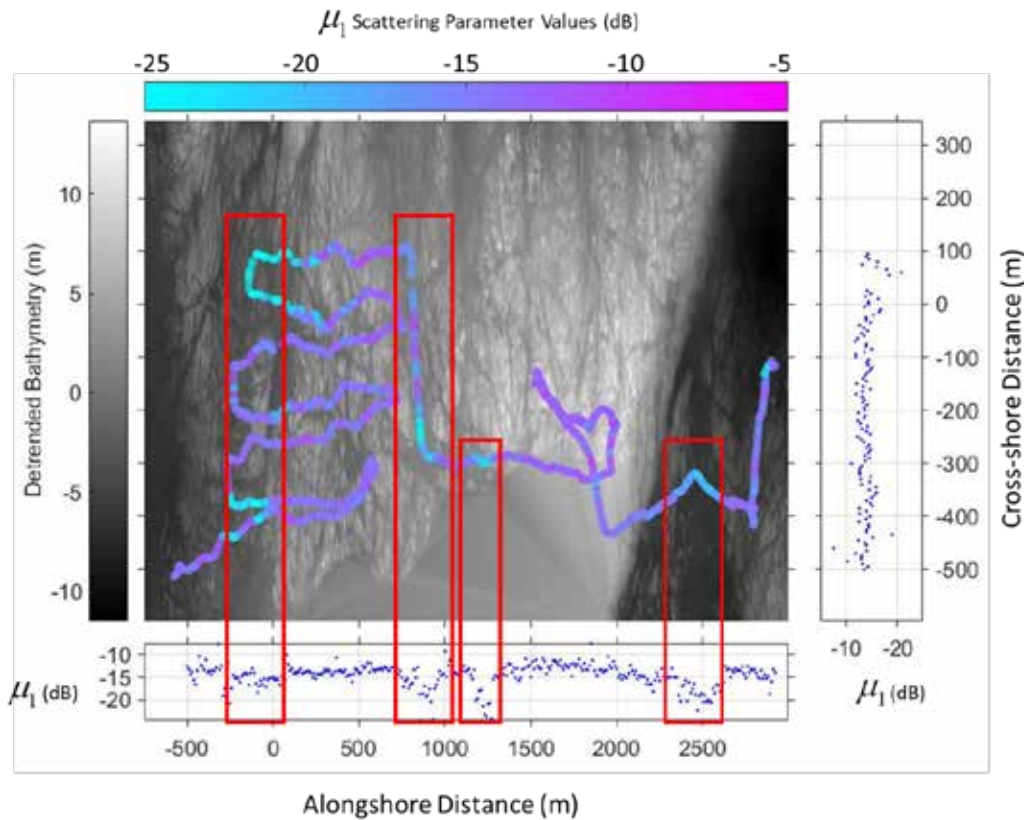 μ₁ Scattering Parameter Values (dB)
-25 -20 -15 -10 -5
10
5
0
-5
-10
Detrended Bathymetry (m)
300
200
100
0
-100
-200
-300
-400
-500
Cross-shore Distance (m)
-10 -20
μ₁ (dB)
-10
-15
-20
μ₁ (dB)
-500 0 500 1000 1500 2000 2500
Alongshore Distance (m)